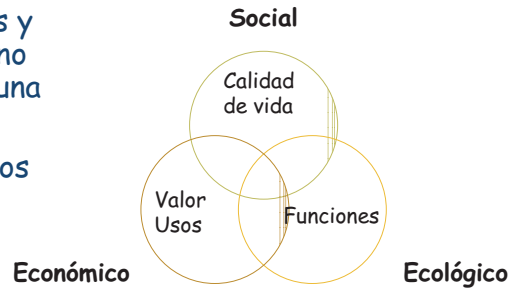 s y
no
una
os
Social
Calidad
de vida
Valor
Usos
Funciones
Económico
Ecológico